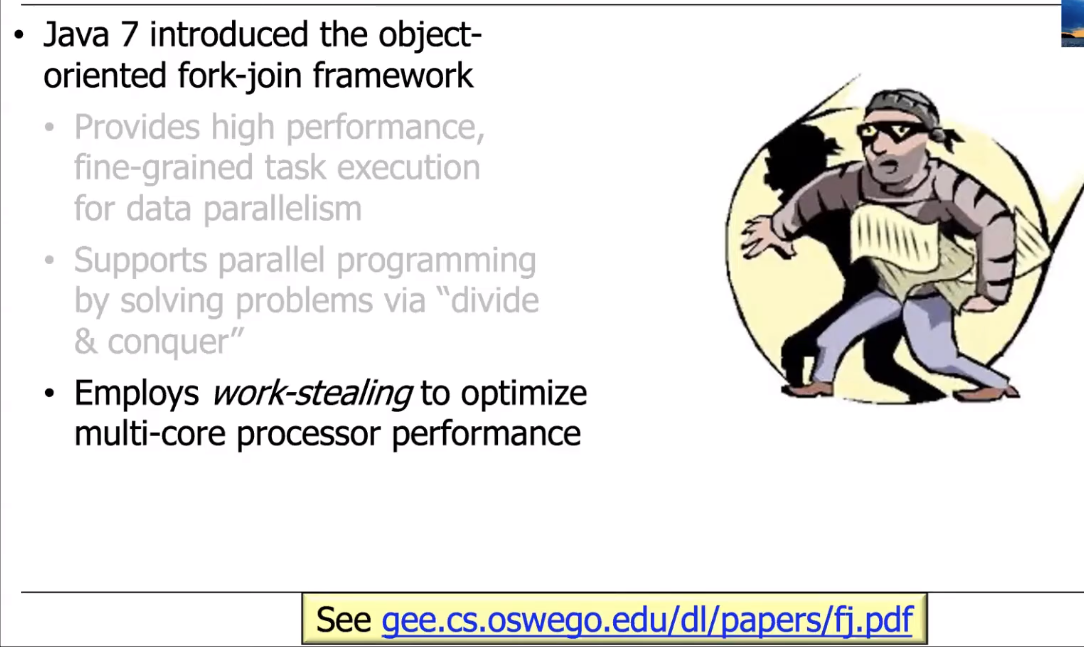 • Java 7 introduced the object-
oriented fork-join framework
• Provides high performance,
fine-grained task execution
for data parallelism
• Supports parallel programming
by solving problems via “divide
& conquer”
• Employs work-stealing to optimize
multi-core processor performance
See gee.cs.oswego.edu/dl/papers/fj.pdf